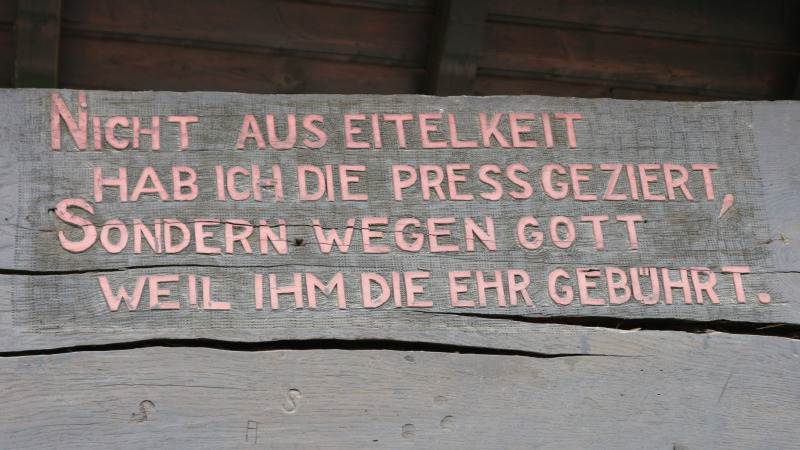 NICHT AUS EITELKEIT
HAB ICH DIE PRESS GEZIERT,
SONDERN WEGEN GOTT
WEIL IHM DIE EHR GEBÜHRT.